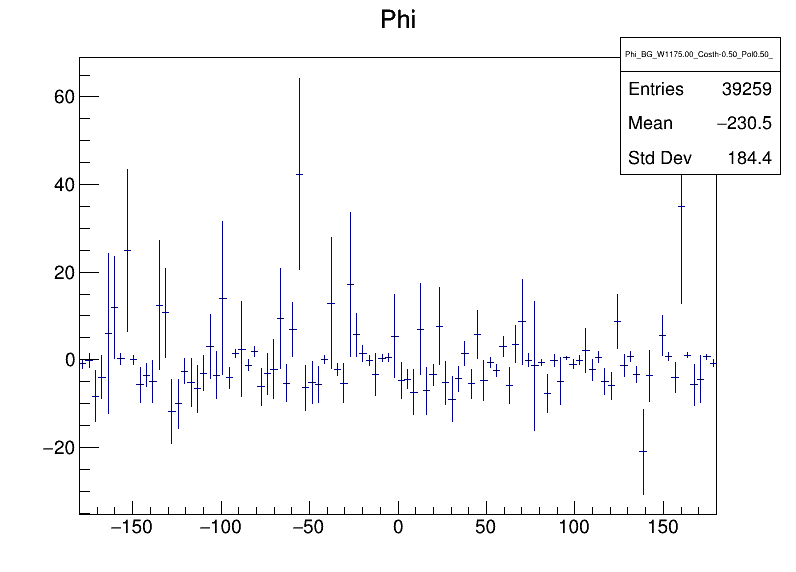 Phi
Phi_BG_W1175.00_Costh-0.50_Pol0.50_
Entries 39259
Mean −230.5
Std Dev 184.4
60
40
20
0
−20
−150 −100 −50 0 50 100 150